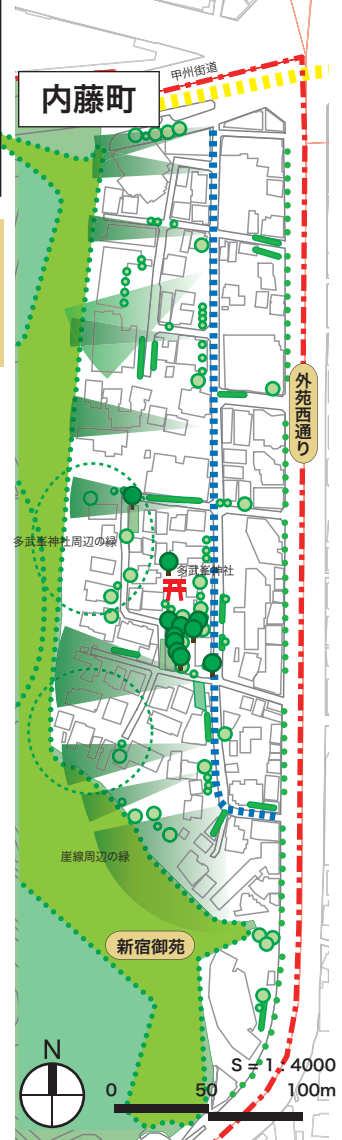 甲州街道
内藤町
外苑西通り
多武峯神社周辺の緑
多武峯神社
崖線周辺の緑
新宿御苑
N
S = 1 : 4000
0 50 100m